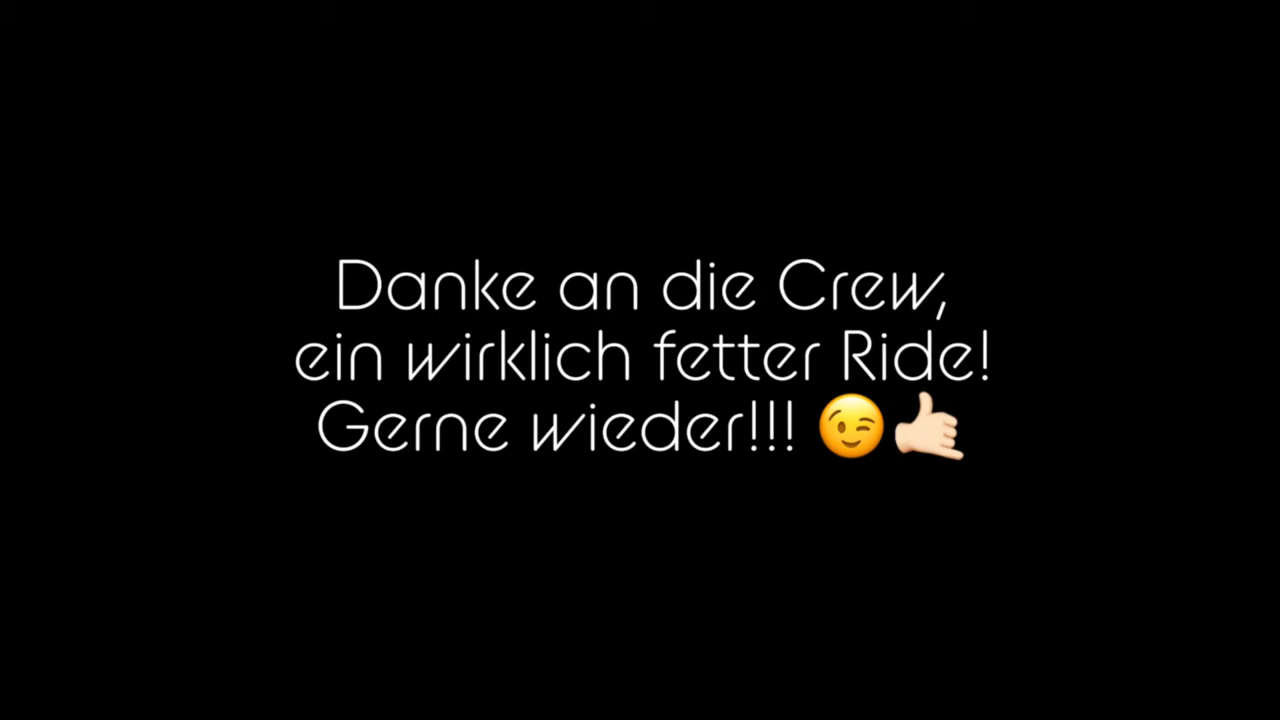 Danke an die Crew,
ein wirklich fetter Ride!
Gerne wieder!!! 😉🤙🏻